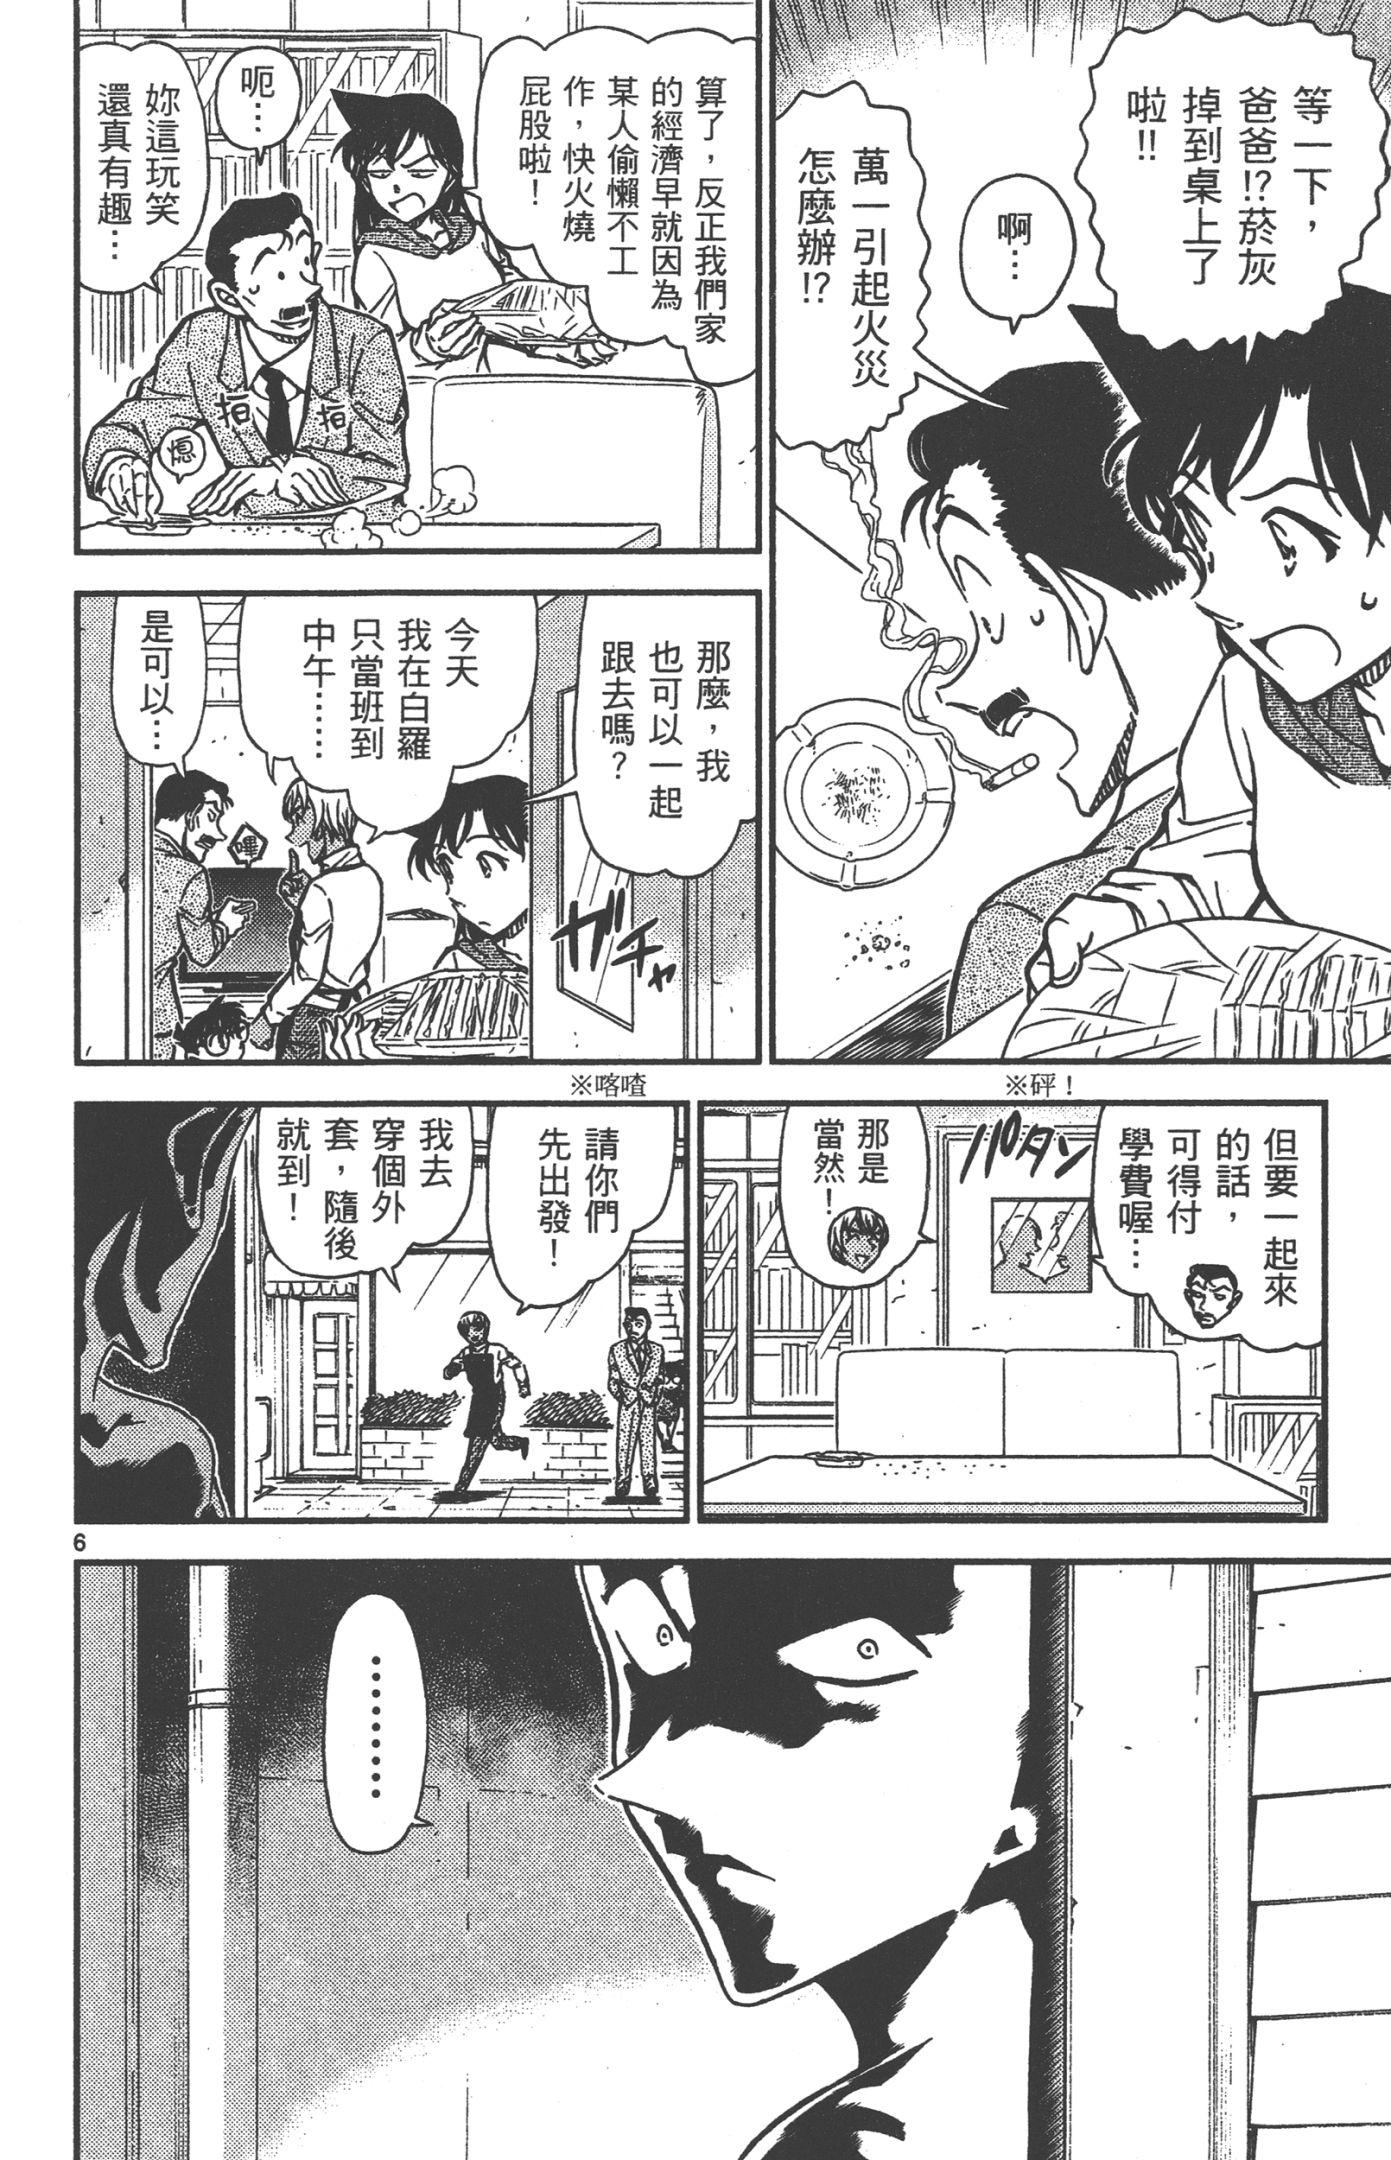 等一下，
爸爸!?菸灰
掉到桌上了
啦!!
啊…
萬一引起火災
怎麼辦!?
算了，反正我們家
的經濟早就因為
某人偷懶不工
作，快火燒
屁股啦！
呃…
妳這玩笑
還真有趣…
掐
掐
熄
那麼，我
也可以一起
跟去嗎？
今天
我在白羅
只當班到
中午……
是可以…
嗶
ガチャ
※喀喳
※砰！
但要一起來
的話，
可得付
學費喔…
パタン
那是
當然！
請你們
先出發！
我去
穿個外
套，隨後
就到！
6
………